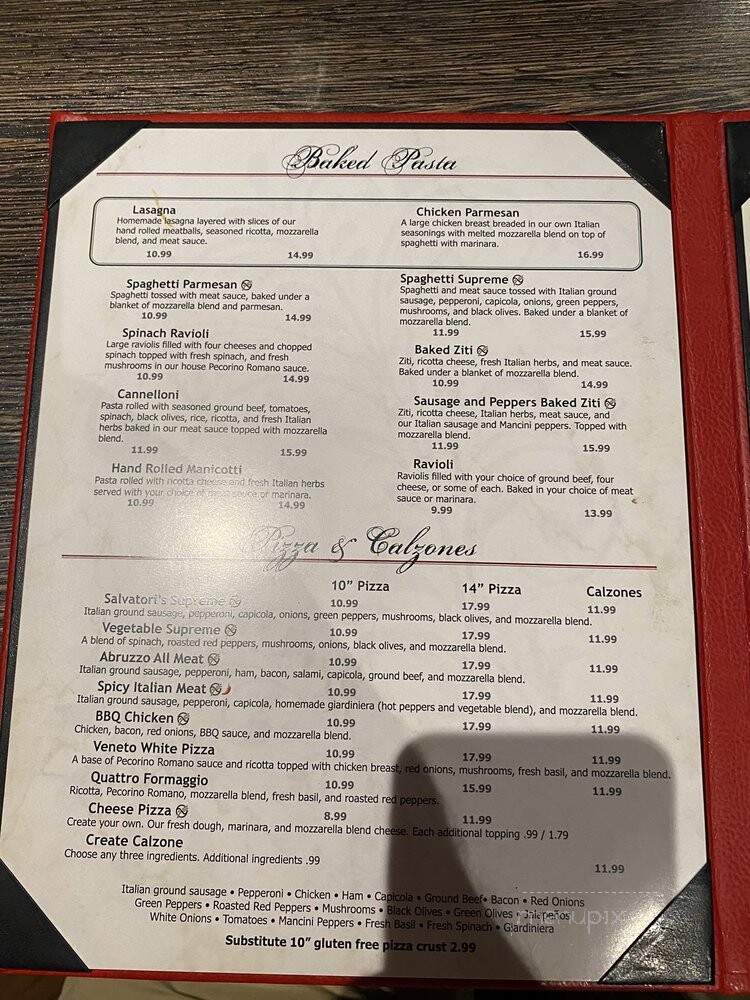 Baked Pasta
Lasagna
Homemade lasagna layered with slices of our
hand rolled meatballs, seasoned ricotta, mozzarella
blend, and meat sauce.
10.99 14.99
Chicken Parmesan
A large chicken breast breaded in our own Italian
seasonings with melted mozzarella blend on top of
spaghetti with marinara.
16.99
Spaghetti Parmesan
Spaghetti tossed with meat sauce, baked under a
blanket of mozzarella blend and parmesan.
10.99 14.99
Spinach Ravioli
Large raviolis filled with four cheeses and chopped
spinach topped with fresh spinach, and fresh
mushrooms in our house Pecorino Romano sauce.
10.99 14.99
Cannelloni
Pasta rolled with seasoned ground beef, tomatoes,
spinach, black olives, rice, ricotta, and fresh Italian
herbs baked in our meat sauce topped with mozzarella
blend.
11.99 15.99
Hand Rolled Manicotti
Pasta rolled with ricotta cheese and fresh Italian herbs
served with your choice of meat sauce or marinara.
10.99 14.99
Spaghetti Supreme
Spaghetti and meat sauce tossed with Italian ground
sausage, pepperoni, capicola, onions, green peppers,
mushrooms, and black olives. Baked under a blanket of
mozzarella blend.
11.99 15.99
Baked Ziti
Ziti, ricotta cheese, fresh Italian herbs, and meat sauce.
Baked under a blanket of mozzarella blend.
10.99 14.99
Sausage and Peppers Baked Ziti
Ziti, ricotta cheese, Italian herbs, meat sauce, and
our Italian sausage and Mancini peppers. Topped with
mozzarella blend.
11.99 15.99
Ravioli
Raviolis filled with your choice of ground beef, four
cheese, or some of each. Baked in your choice of meat
sauce or marinara.
9.99 13.99
Pizza & Calzones
10" Pizza 14" Pizza Calzones
Salvatori's Supreme 10.99 17.99 11.99
Italian ground sausage, pepperoni, capicola, onions, green peppers, mushrooms, black olives, and mozzarella blend.
Vegetable Supreme 10.99 17.99 11.99
A blend of spinach, roasted red peppers, mushrooms, onions, black olives, and mozzarella blend.
Abruzzo All Meat 10.99 17.99 11.99
Italian ground sausage, pepperoni, ham, bacon, salami, capicola, ground beef, and mozzarella blend.
Spicy Italian Meat 10.99 17.99 11.99
Italian ground sausage, pepperoni, capicola, homemade giardiniera (hot peppers and vegetable blend), and mozzarella blend.
BBQ Chicken 10.99 17.99 11.99
Chicken, bacon, red onions, BBQ sauce, and mozzarella blend.
Veneto White Pizza 10.99 17.99 11.99
A base of Pecorino Romano sauce and ricotta topped with chicken breast, red onions, mushrooms, fresh basil, and mozzarella blend.
Quattro Formaggio 10.99 15.99 11.99
Ricotta, Pecorino Romano, mozzarella blend, fresh basil, and roasted red peppers.
Cheese Pizza 8.99 11.99
Create your own. Our fresh dough, marinara, and mozzarella blend cheese. Each additional topping .99 / 1.79
Create Calzone
Choose any three ingredients. Additional ingredients .99
11.99
Italian ground sausage • Pepperoni • Chicken • Ham • Capicola • Ground Beef • Bacon • Red Onions
Green Peppers • Roasted Red Peppers • Mushrooms • Black Olives • Green Olives • Jalapeños
White Onions • Tomatoes • Mancini Peppers • Fresh Basil • Fresh Spinach • Giardiniera
Substitute 10" gluten free pizza crust 2.99